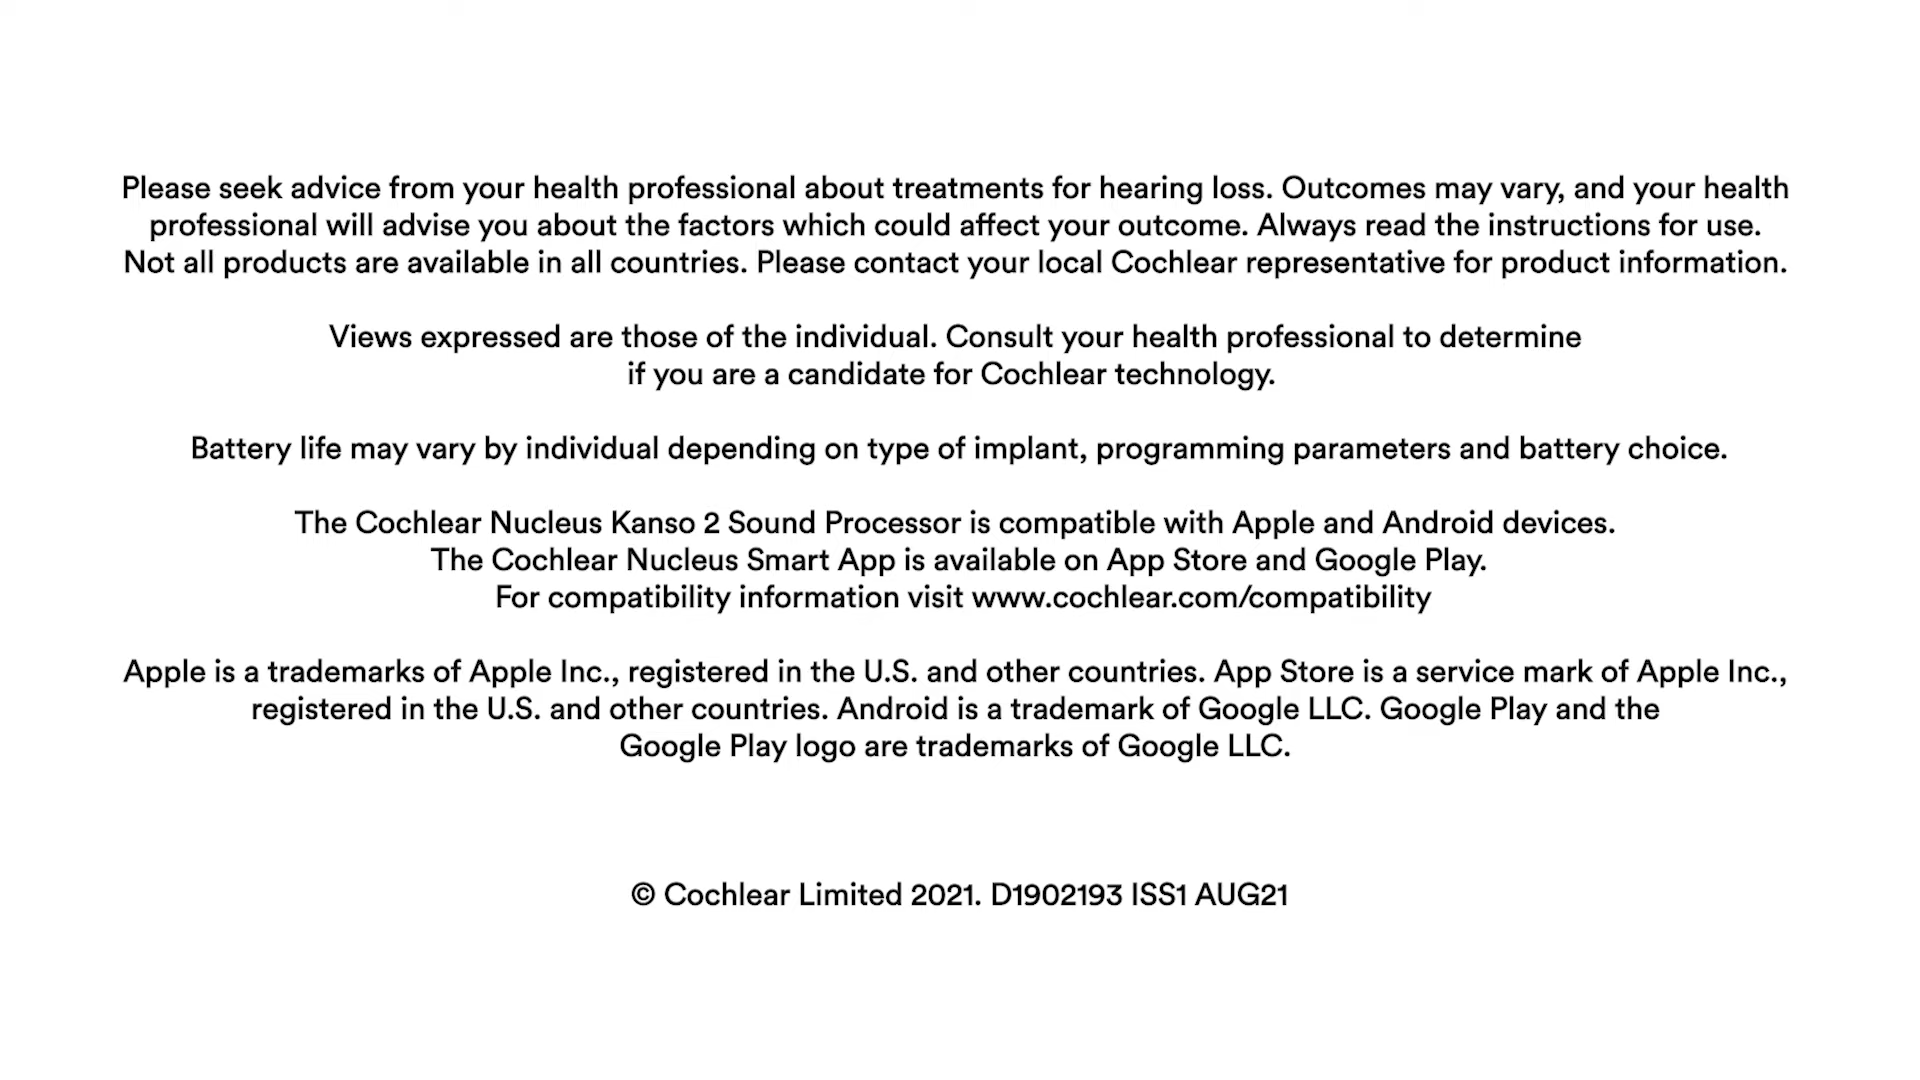 Please seek advice from your health professional about treatments for hearing loss. Outcomes may vary, and your health
professional will advise you about the factors which could affect your outcome. Always read the instructions for use.
Not all products are available in all countries. Please contact your local Cochlear representative for product information.
Views expressed are those of the individual. Consult your health professional to determine
if you are a candidate for Cochlear technology.
Battery life may vary by individual depending on type of implant, programming parameters and battery choice.
The Cochlear Nucleus Kanso 2 Sound Processor is compatible with Apple and Android devices.
The Cochlear Nucleus Smart App is available on App Store and Google Play.
For compatibility information visit www.cochlear.com/compatibility
Apple is a trademarks of Apple Inc., registered in the U.S. and other countries. App Store is a service mark of Apple Inc.,
registered in the U.S. and other countries. Android is a trademark of Google LLC. Google Play and the
Google Play logo are trademarks of Google LLC.
© Cochlear Limited 2021. D1902193 ISS1 AUG21